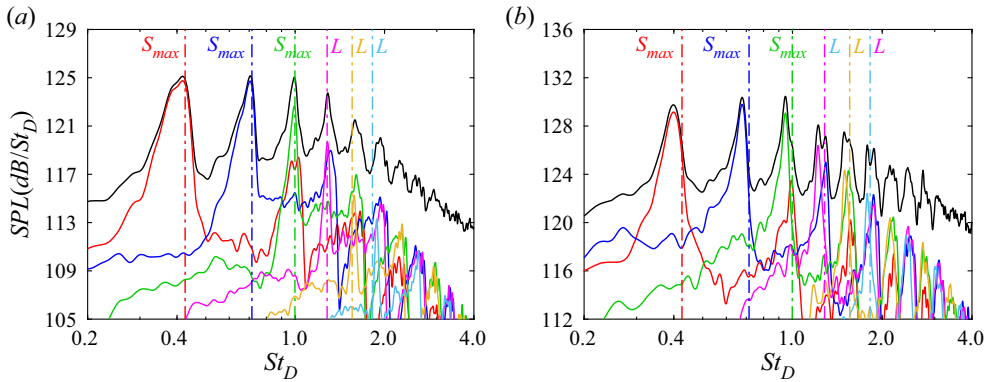 (a)
129
125
121
117
113
109
105
SPL(dB/St_D)
S_max
S_max
S_max
L
L
L
0.2
0.4
1.0
2.0
4.0
St_D
(b)
136
132
128
124
120
116
112
S_max
S_max
S_max
L
L
L
0.2
0.4
1.0
2.0
4.0
St_D